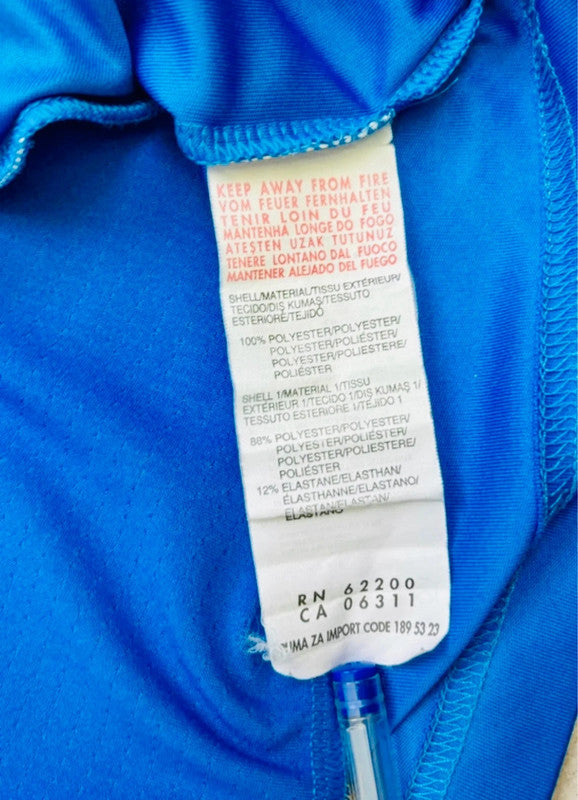 KEEP AWAY FROM FIRE
VOM FEUER FERNHALTEN
TENIR LOIN DU FEU
MANTENHA LONGE DO FOGO
ATEŞTEN UZAK TUTUNUZ
TENERE LONTANO DAL FUOCO
MANTENER ALEJADO DEL FUEGO
SHELL/MATERIAL/TISSU EXTÉRIEUR/
TECIDO/DIŞ KUMAŞ/TESSUTO
ESTERIORE/TEJIDO
100% POLYESTER/POLYESTER/
POLYESTER/POLIÉSTER/
POLYESTER/POLIESTERE/
POLIÉSTER
SHELL 1/MATERIAL 1/TISSU
EXTÉRIEUR 1/TECIDO 1/DIŞ KUMAŞ 1/
TESSUTO ESTERIORE 1/TEJIDO 1
88% POLYESTER/POLYESTER/
POLYESTER/POLIÉSTER/
POLYESTER/POLIESTERE/
POLIÉSTER
12% ELASTANE/ELASTHAN/
ÉLASTHANNE/ELASTANO/
ELASTAN/ELASTAN/
ELASTANO
RN 62200
CA 06311
PUMA ZA IMPORT CODE 189 53 23